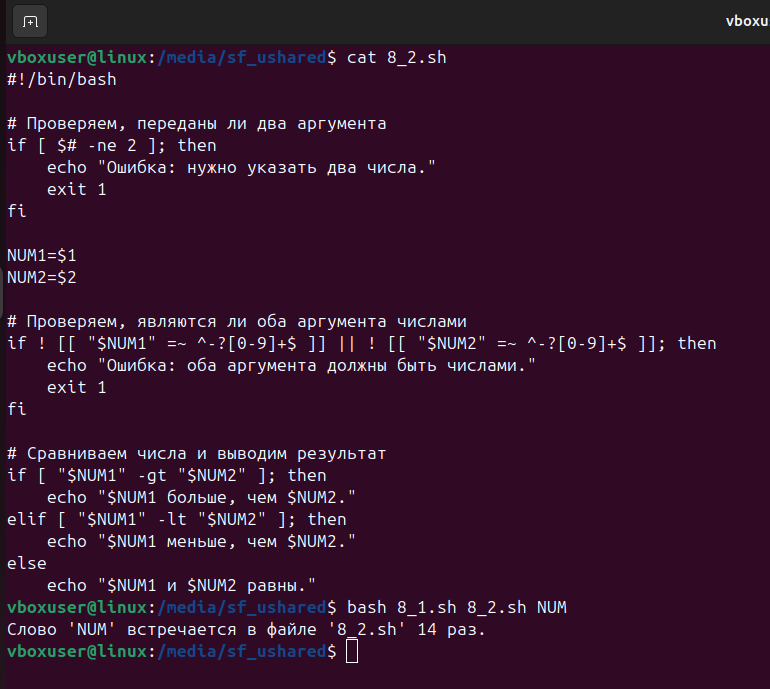 vboxu
vboxuser@linux:/media/sf_ushared$ cat 8_2.sh
#!/bin/bash

# Проверяем, переданы ли два аргумента
if [ $# -ne 2 ]; then
    echo "Ошибка: нужно указать два числа."
    exit 1
fi

NUM1=$1
NUM2=$2

# Проверяем, являются ли оба аргумента числами
if ! [[ "$NUM1" =~ ^-?[0-9]+$ ]] || ! [[ "$NUM2" =~ ^-?[0-9]+$ ]]; then
    echo "Ошибка: оба аргумента должны быть числами."
    exit 1
fi

# Сравниваем числа и выводим результат
if [ "$NUM1" -gt "$NUM2" ]; then
    echo "$NUM1 больше, чем $NUM2."
elif [ "$NUM1" -lt "$NUM2" ]; then
    echo "$NUM1 меньше, чем $NUM2."
else
    echo "$NUM1 и $NUM2 равны."
vboxuser@linux:/media/sf_ushared$ bash 8_1.sh 8_2.sh NUM
Слово 'NUM' встречается в файле '8_2.sh' 14 раз.
vboxuser@linux:/media/sf_ushared$